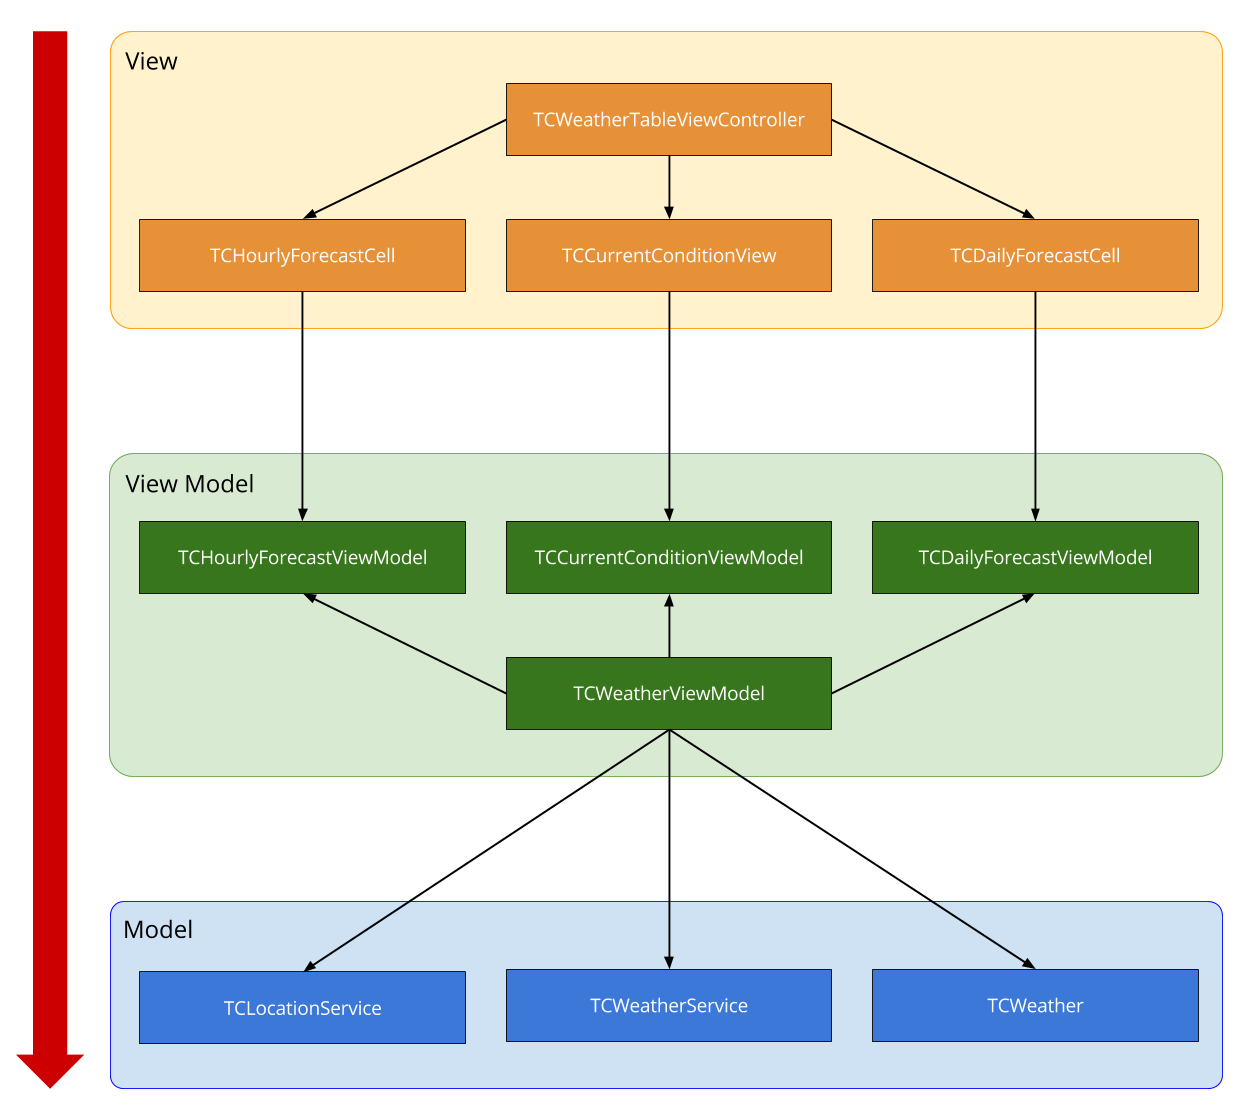 View
TCWeatherTableViewController
TCHourlyForecastCell
TCCurrentConditionView
TCDailyForecastCell
View Model
TCHourlyForecastViewModel
TCCurrentConditionViewModel
TCDailyForecastViewModel
TCWeatherViewModel
Model
TCLocationService
TCWeatherService
TCWeather